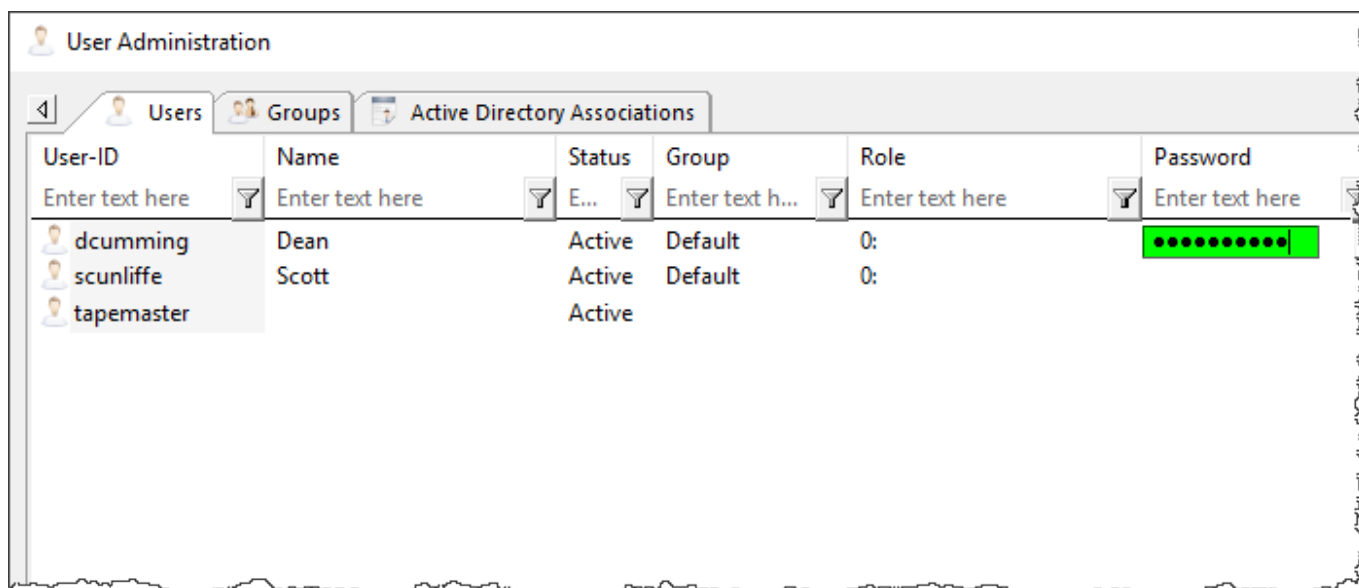 User Administration
Users Groups Active Directory Associations
User-ID Name Status Group Role Password
Enter text here Enter text here E... Enter text h... Enter text here Enter text here
dcumming Dean Active Default 0: ●●●●●●●●●●
scunliffe Scott Active Default 0:
tapemaster Active